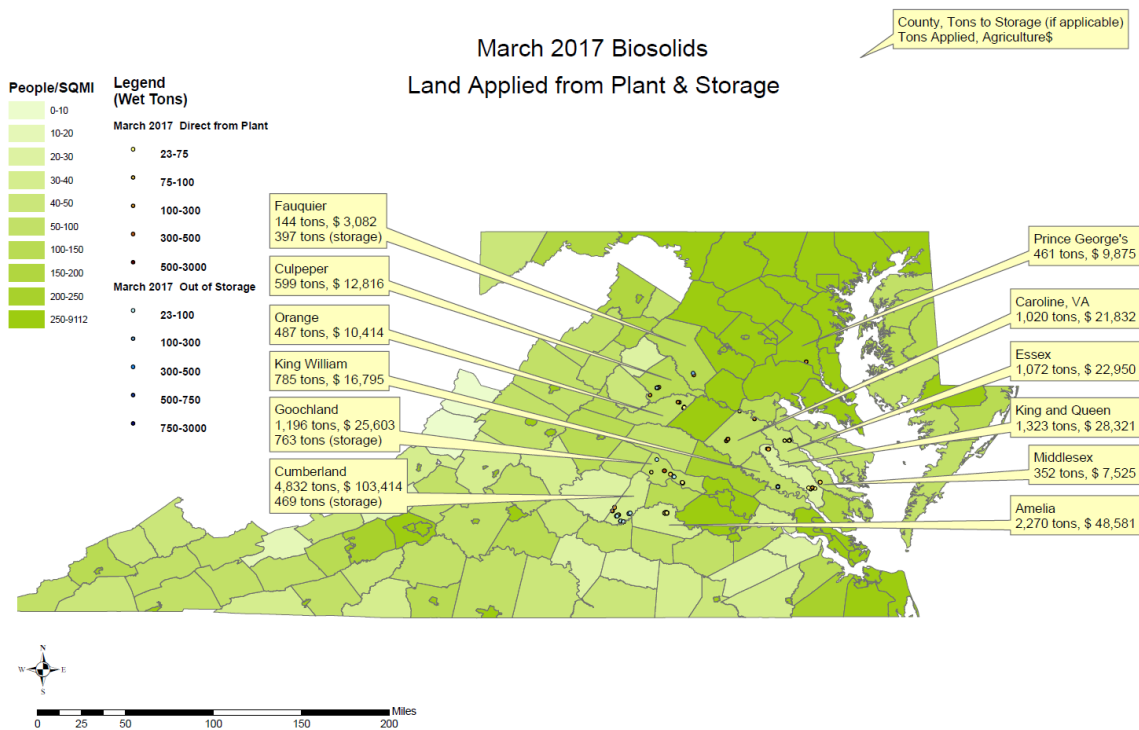 County, Tons to Storage (if applicable)
Tons Applied, Agriculture$
March 2017 Biosolids
Land Applied from Plant & Storage
People/SQMI
0-10
10-20
20-30
30-40
40-50
50-100
100-150
150-200
200-250
250-9112
Legend
(Wet Tons)
March 2017 Direct from Plant
23-75
75-100
100-300
300-500
500-3000
March 2017 Out of Storage
23-100
100-300
300-500
500-750
750-3000
Fauquier
144 tons, $ 3,082
397 tons (storage)
Culpeper
599 tons, $ 12,816
Orange
487 tons, $ 10,414
King William
785 tons, $ 16,795
Goochland
1,196 tons, $ 25,603
763 tons (storage)
Cumberland
4,832 tons, $ 103,414
469 tons (storage)
Prince George's
461 tons, $ 9,875
Caroline, VA
1,020 tons, $ 21,832
Essex
1,072 tons, $ 22,950
King and Queen
1,323 tons, $ 28,321
Middlesex
352 tons, $ 7,525
Amelia
2,270 tons, $ 48,581
N
W E
S
Miles
0 25 50 100 150 200